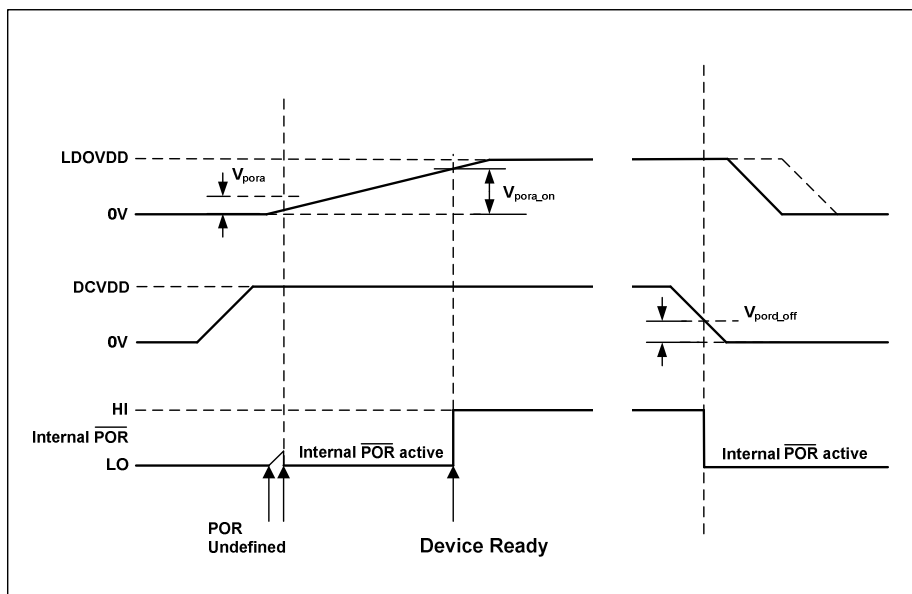 LDOVDD
Vpora
Vpora_on
0V
DCVDD
Vpord_off
0V
HI
Internal POR
Internal POR active
Internal POR active
LO
POR
Undefined
Device Ready